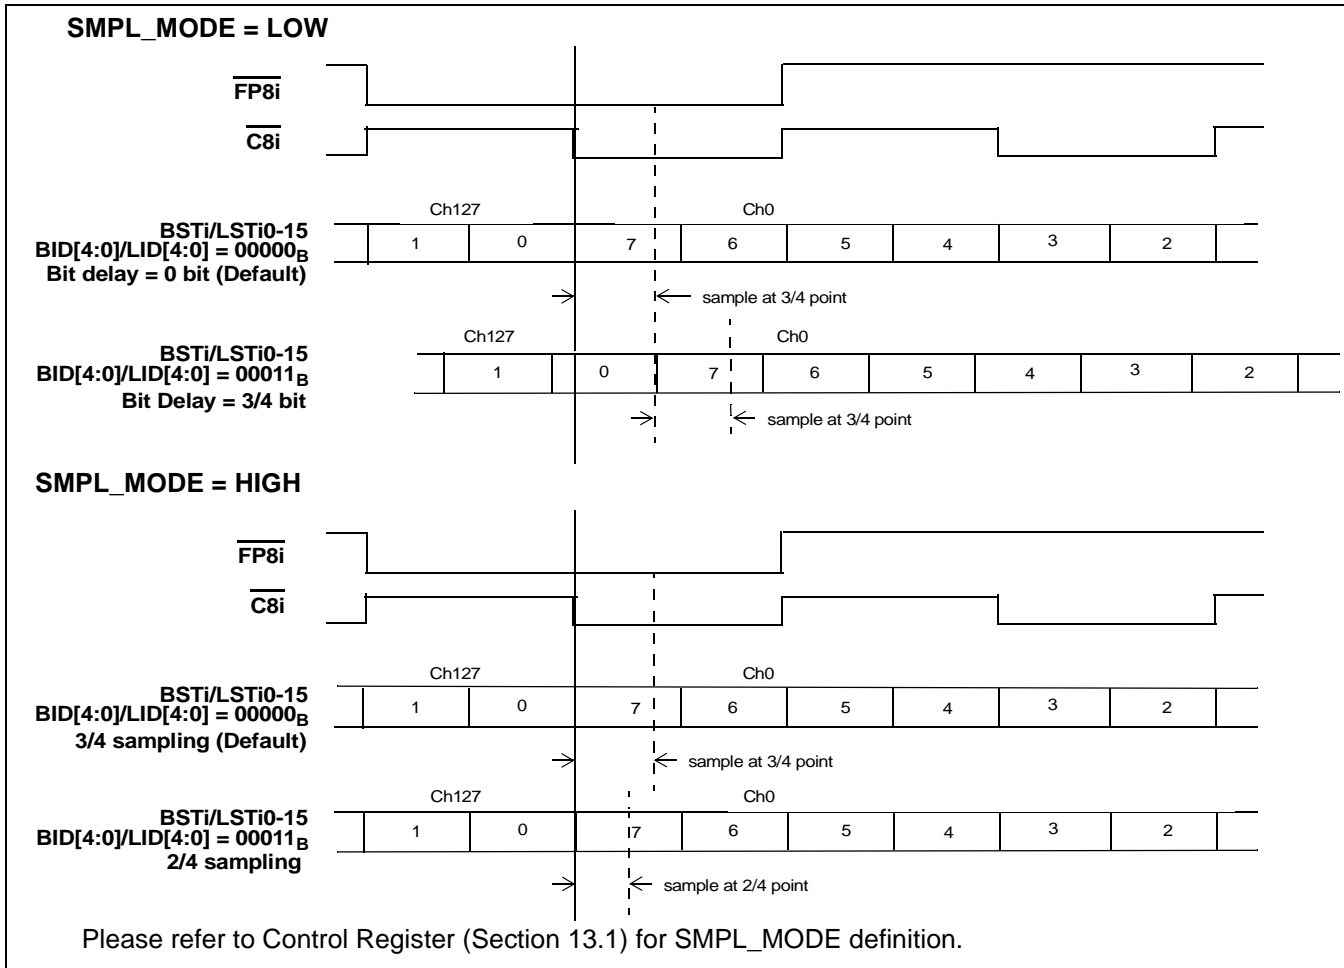 SMPL_MODE = LOW
FP8i
C8i
Ch127 Ch0
BSTi/LSTi0-15
BID[4:0]/LID[4:0] = 00000B
Bit delay = 0 bit (Default)
1 0 7 6 5 4 3 2
sample at 3/4 point
Ch127 Ch0
BSTi/LSTi0-15
BID[4:0]/LID[4:0] = 00011B
Bit Delay = 3/4 bit
1 0 7 6 5 4 3 2
sample at 3/4 point
SMPL_MODE = HIGH
FP8i
C8i
Ch127 Ch0
BSTi/LSTi0-15
BID[4:0]/LID[4:0] = 00000B
3/4 sampling (Default)
1 0 7 6 5 4 3 2
sample at 3/4 point
Ch127 Ch0
BSTi/LSTi0-15
BID[4:0]/LID[4:0] = 00011B
2/4 sampling
1 0 7 6 5 4 3 2
sample at 2/4 point
Please refer to Control Register (Section 13.1) for SMPL_MODE definition.